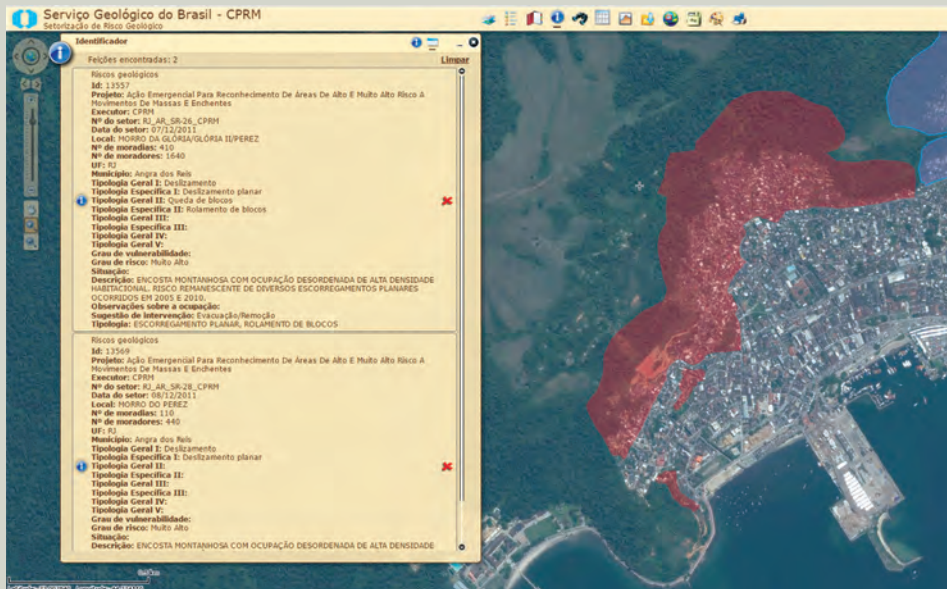 Serviço Geológico do Brasil - CPRM
Setorização de Risco Geológico
Identificador
Feições encontradas: 2
Limpar
Riscos geológicos
Id: 13557
Projeto: Ação Emergencial Para Reconhecimento De Áreas De Alto E Muito Alto Risco A
Movimentos De Massas E Enchentes
Executor: CPRM
Nº do setor: RJ_AR_SR-26_CPRM
Data do setor: 07/12/2011
Local: MORRO DA GLÓRIA/GLÓRIA II/PEREZ
Nº de moradias: 410
Nº de moradores: 1640
UF: RJ
Município: Angra dos Reis
Tipologia Geral I: Deslizamento
Tipologia Específica I: Deslizamento planar
Tipologia Geral II: Queda de blocos
Tipologia Específica II: Rolamento de blocos
Tipologia Geral III:
Tipologia Específica III:
Tipologia Geral IV:
Tipologia Geral V:
Grau de vulnerabilidade:
Grau de risco: Muito Alto
Situação:
Descrição: ENCOSTA MONTANHOSA COM OCUPAÇÃO DESORDENADA DE ALTA DENSIDADE
HABITACIONAL. RISCO REMANESCENTE DE DIVERSOS ESCORREGAMENTOS PLANARES
OCORRIDOS EM 2005 E 2010.
Observações sobre a ocupação:
Sugestão de intervenção: Evacuação/Remoção
Tipologia: ESCORREGAMENTO PLANAR, ROLAMENTO DE BLOCOS
Riscos geológicos
Id: 13569
Projeto: Ação Emergencial Para Reconhecimento De Áreas De Alto E Muito Alto Risco A
Movimentos De Massas E Enchentes
Executor: CPRM
Nº do setor: RJ_AR_SR-28_CPRM
Data do setor: 08/12/2011
Local: MORRO DO PEREZ
Nº de moradias: 110
Nº de moradores: 440
UF: RJ
Município: Angra dos Reis
Tipologia Geral I: Deslizamento
Tipologia Específica I: Deslizamento planar
Tipologia Geral II:
Tipologia Específica II:
Tipologia Geral III:
Tipologia Específica III:
Tipologia Geral IV:
Tipologia Geral V:
Grau de vulnerabilidade:
Grau de risco: Muito Alto
Situação:
Descrição: ENCOSTA MONTANHOSA COM OCUPAÇÃO DESORDENADA DE ALTA DENSIDADE